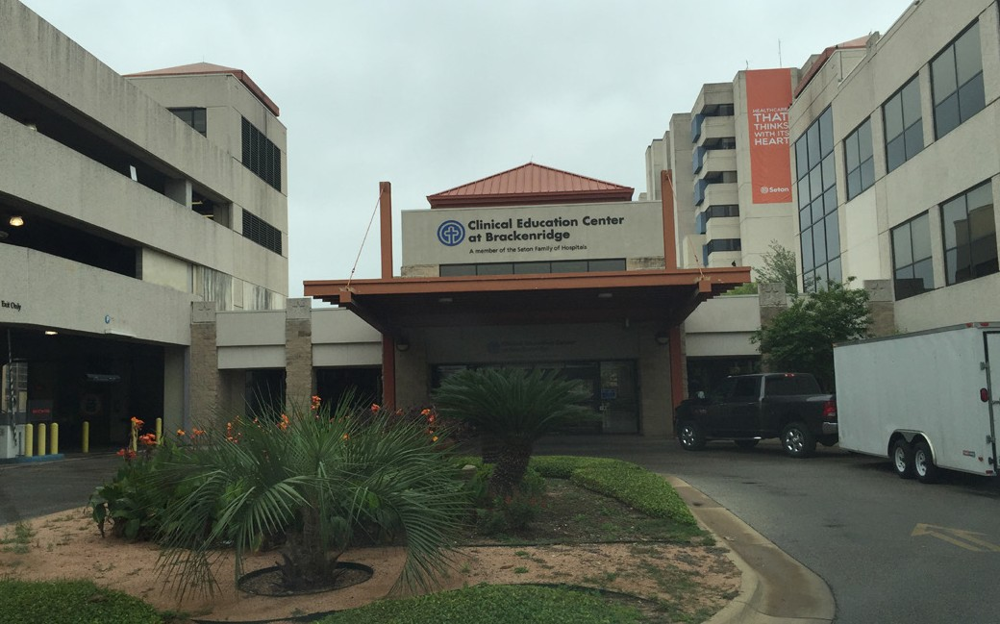 HEALTHCARE
THAT
THINKS
WITH ITS
HEART
Seton
Clinical Education Center
at Brackenridge
A member of the Seton Family of Hospitals
Exit Only